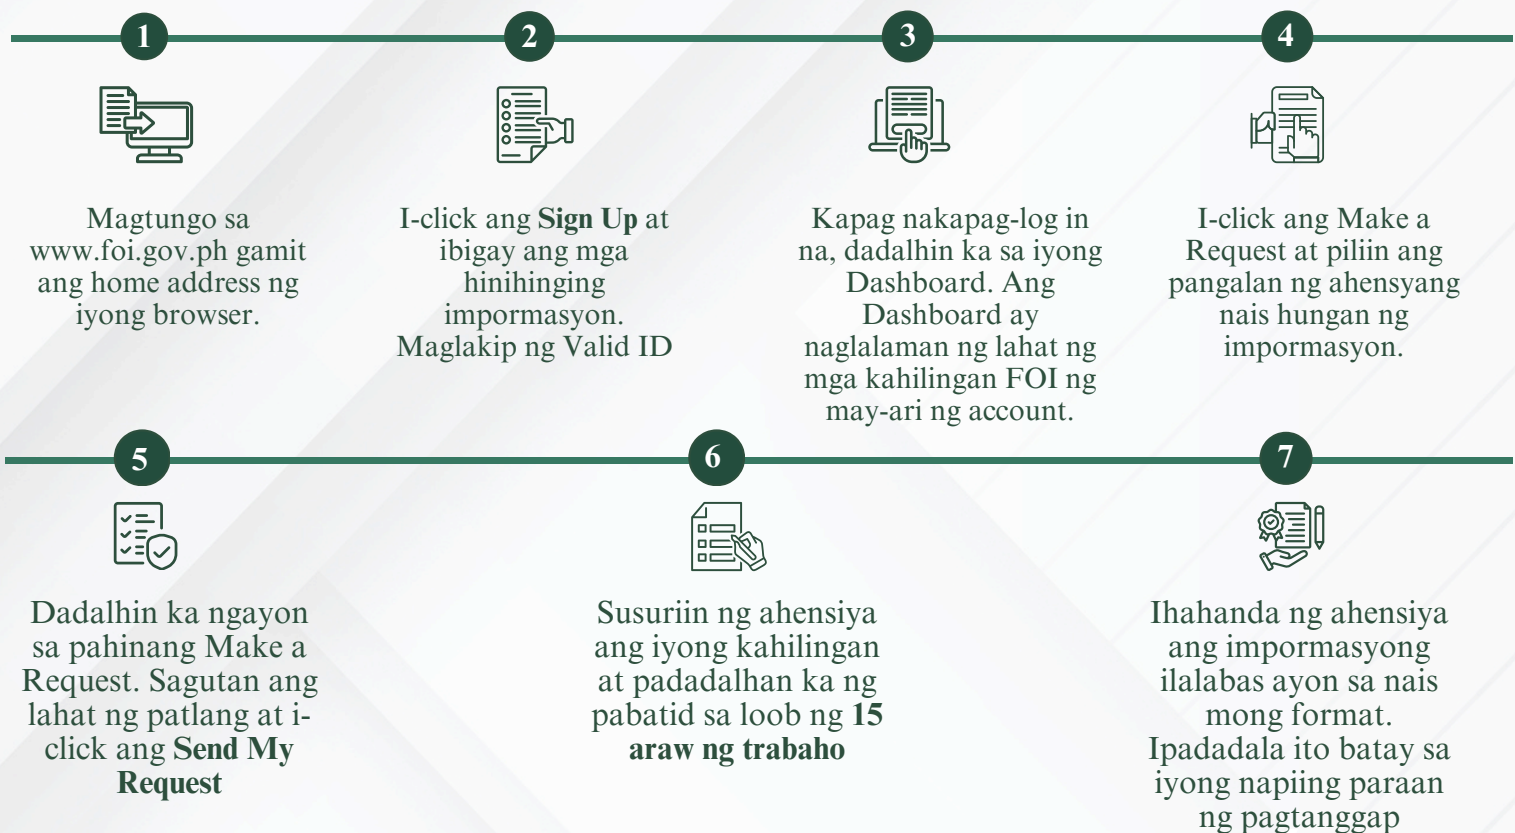 1
Magtungo sa
www.foi.gov.ph gamit
ang home address ng
iyong browser.
2
I-click ang Sign Up at
ibigay ang mga
hinihinging
impormasyon.
Maglakip ng Valid ID
3
Kapag nakapag-log in
na, dadalhin ka sa iyong
Dashboard. Ang
Dashboard ay
naglalaman ng lahat ng
mga kahilingan FOI ng
may-ari ng account.
4
I-click ang Make a
Request at piliin ang
pangalan ng ahensyang
nais hungan ng
impormasyon.
5
Dadalhin ka ngayon
sa pahinang Make a
Request. Sagutan ang
lahat ng patlang at i-
click ang Send My
Request
6
Susuriin ng ahensiya
ang iyong kahilingan
at padadalhan ka ng
pabatid sa loob ng 15
araw ng trabaho
7
Ihahanda ng ahensiya
ang impormasyong
ilalabas ayon sa nais
mong format.
Ipadadala ito batay sa
iyong napiing paraan
ng pagtanggap